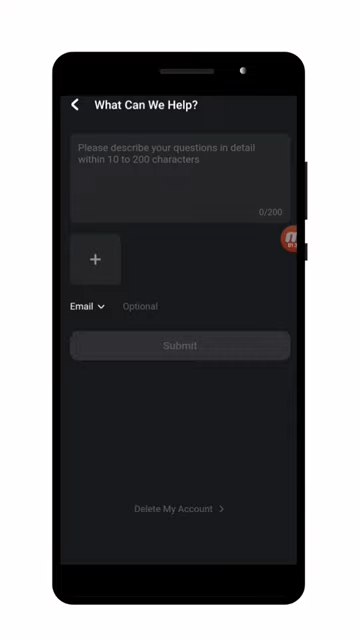 What Can We Help?
Please describe your questions in detail
within 10 to 200 characters
0/200
+
Email
Optional
Submit
Delete My Account